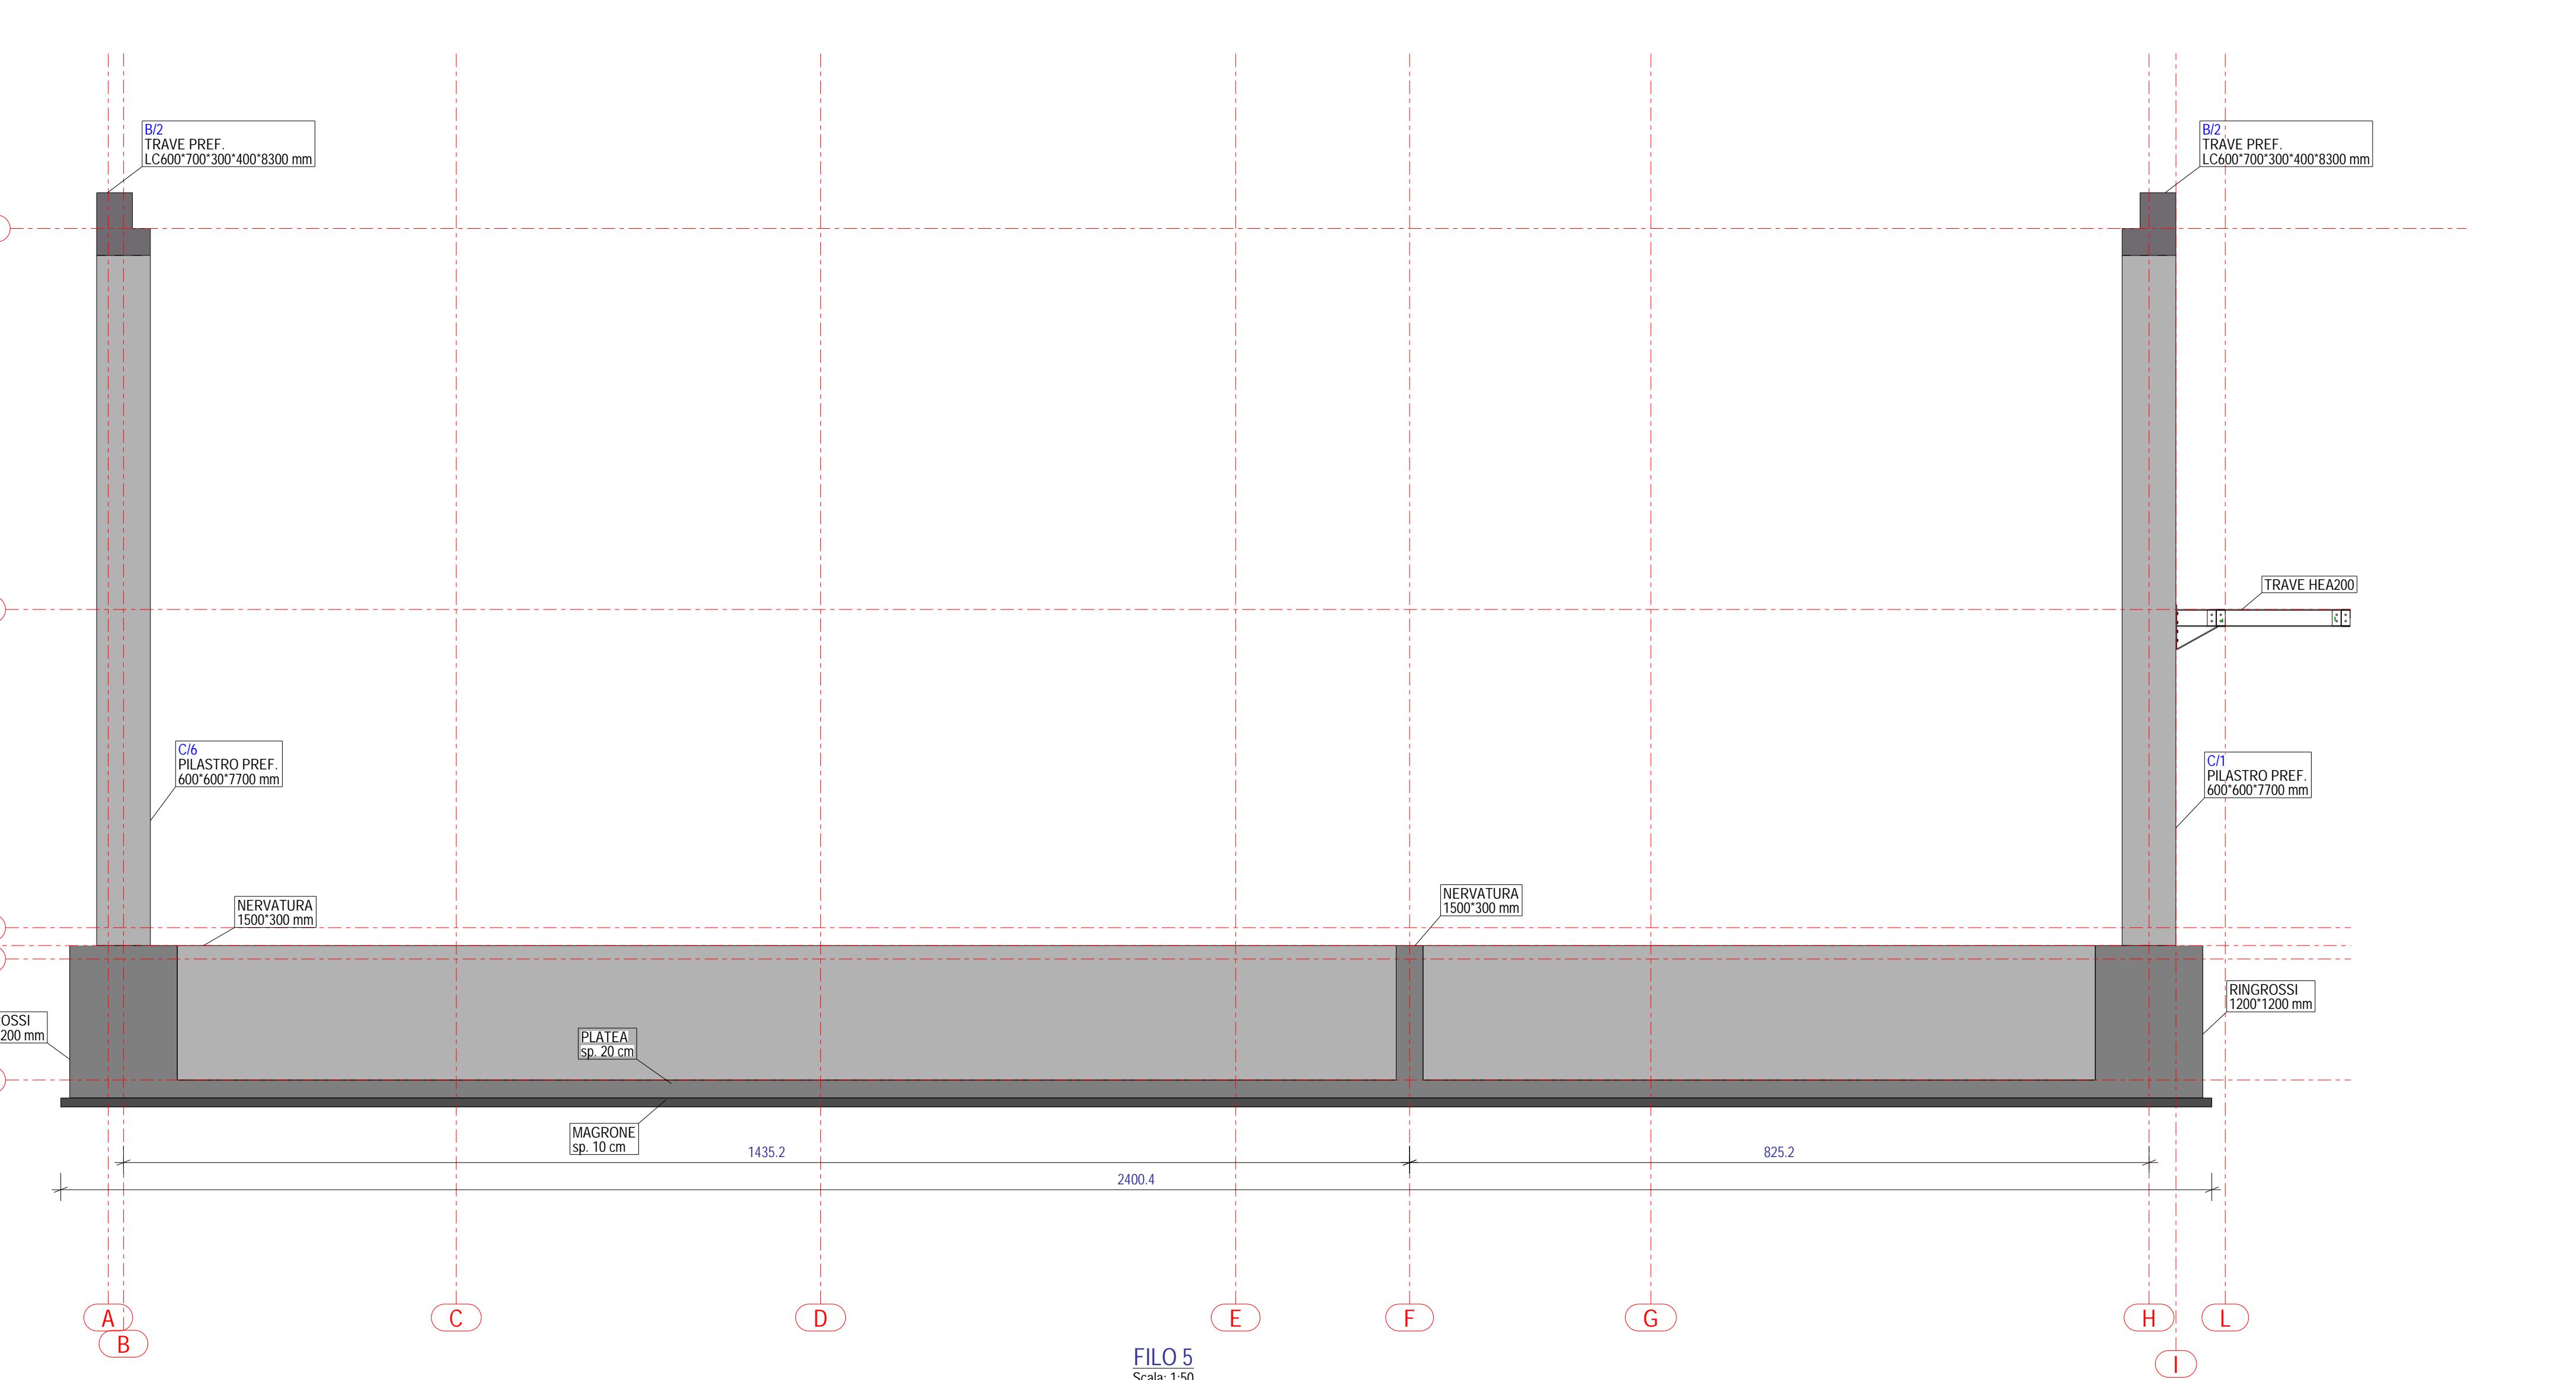 B/2
TRAVE PREF.
LC600*700*300*400*8300 mm
B/2
TRAVE PREF.
LC600*700*300*400*8300 mm
TRAVE HEA200
C/6
PILASTRO PREF.
600*600*7700 mm
C/1
PILASTRO PREF.
600*600*7700 mm
NERVATURA
1500*300 mm
NERVATURA
1500*300 mm
OSSI
200 mm
PLATEA
sp. 20 cm
RINGROSSI
1200*1200 mm
MAGRONE
sp. 10 cm
1435.2
825.2
2400.4
A
B
C
D
E
F
G
H
I
L
FILO 5
Scala: 1:50